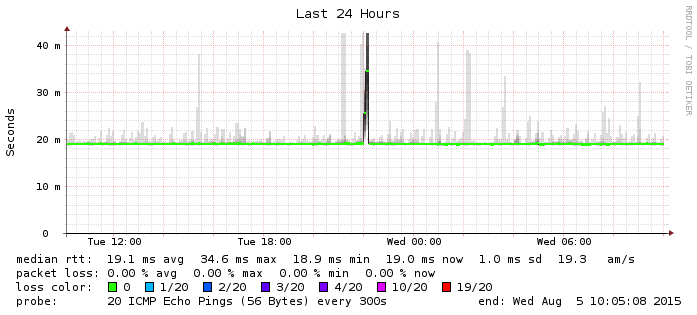 Last 24 Hours
RRDTOOL / TOBI OETIKER
Seconds
40 m
30 m
20 m
10 m
0
Tue 12:00 Tue 18:00 Wed 00:00 Wed 06:00
median rtt: 19.1 ms avg 34.6 ms max 18.9 ms min 19.0 ms now 1.0 ms sd 19.3 am/s
packet loss: 0.00 % avg 0.00 % max 0.00 % min 0.00 % now
loss color: 0 1/20 2/20 3/20 4/20 10/20 19/20
probe: 20 ICMP Echo Pings (56 Bytes) every 300s end: Wed Aug 5 10:05:08 2015